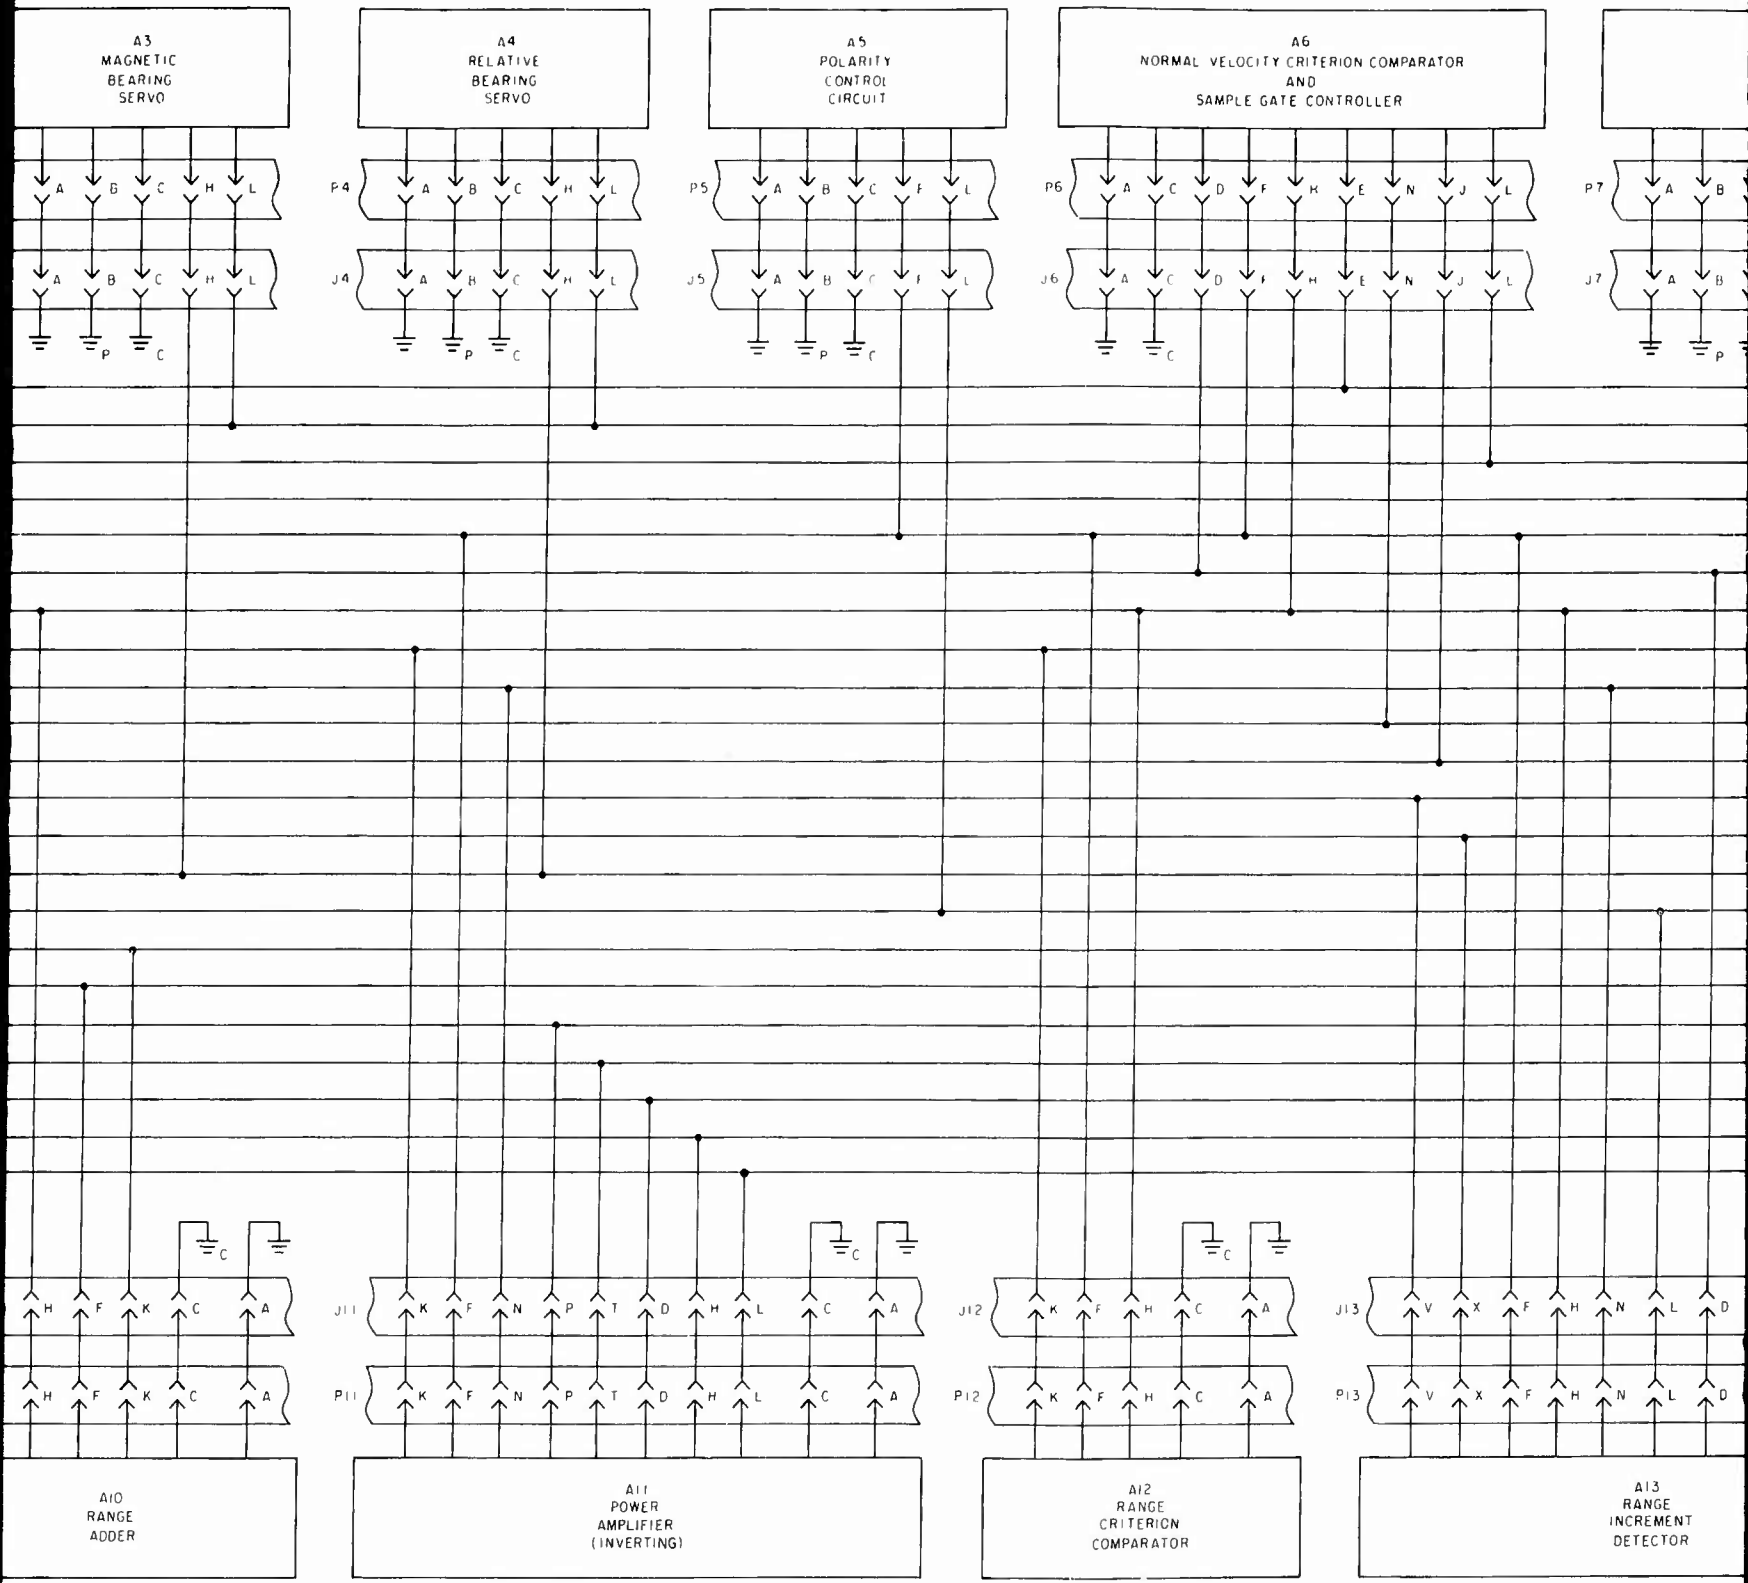 A3
MAGNETIC
BEARING
SERVO
A4
RELATIVE
BEARING
SERVO
A5
POLARITY
CONTROL
CIRCUIT
A6
NORMAL VELOCITY CRITERION COMPARATOR
AND
SAMPLE GATE CONTROLLER
A B C H L
P4 A B C H L
P5 A B C F L
P6 A C D F H E N J L
P7 A B
A B C H L
J4 A B C H L
J5 A B C F L
J6 A C D F H E N J L
J7 A B
P C
P C
P C
C
P
C
C
C
H F K C A
J11 K F N P T D H L C A
J12 K F H C A
J13 V X F H N L D
H F K C A
P11 K F N P T D H L C A
P12 K F H C A
P13 V X F H N L D
A10
RANGE
ADDER
A11
POWER
AMPLIFIER
(INVERTING)
A12
RANGE
CRITERION
COMPARATOR
A13
RANGE
INCREMENT
DETECTOR